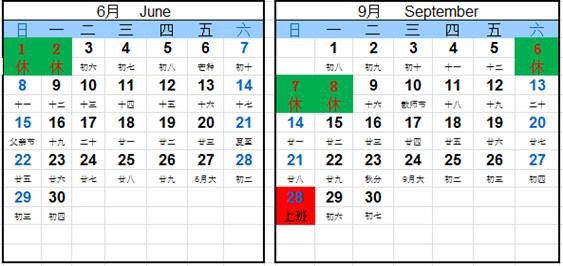 6月 June
日 一 二 三 四 五 六
1 2 3 4 5 6 7
休 休 初六 初七 初八 芒种 初十
8 9 10 11 12 13 14
十一 十二 十三 十四 十五 十六 十七
15 16 17 18 19 20 21
父亲节 十九 二十 廿一 廿二 廿三 夏至
22 23 24 25 26 27 28
廿五 廿六 廿七 廿八 廿九 6月大 初二
29 30
初三 初四
9月 September
日 一 二 三 四 五 六
1 2 3 4 5 6
初八 初九 初十 十一 十二 休
7 8 9 10 11 12 13
休 休 十六 教师节 十八 十九 二十
14 15 16 17 18 19 20
廿一 廿二 廿三 廿四 廿五 廿六 廿七
21 22 23 24 25 26 27
廿八 廿九 秋分 9月大 初二 初三 初四
28 29 30
上班 初六 初七